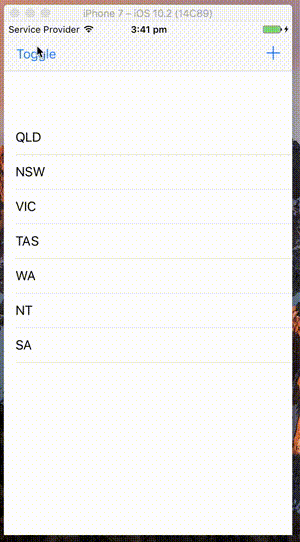 iPhone 7 – iOS 10.2 (14C89)
Service Provider 3:41 pm
Toggle +
QLD
NSW
VIC
TAS
WA
NT
SA